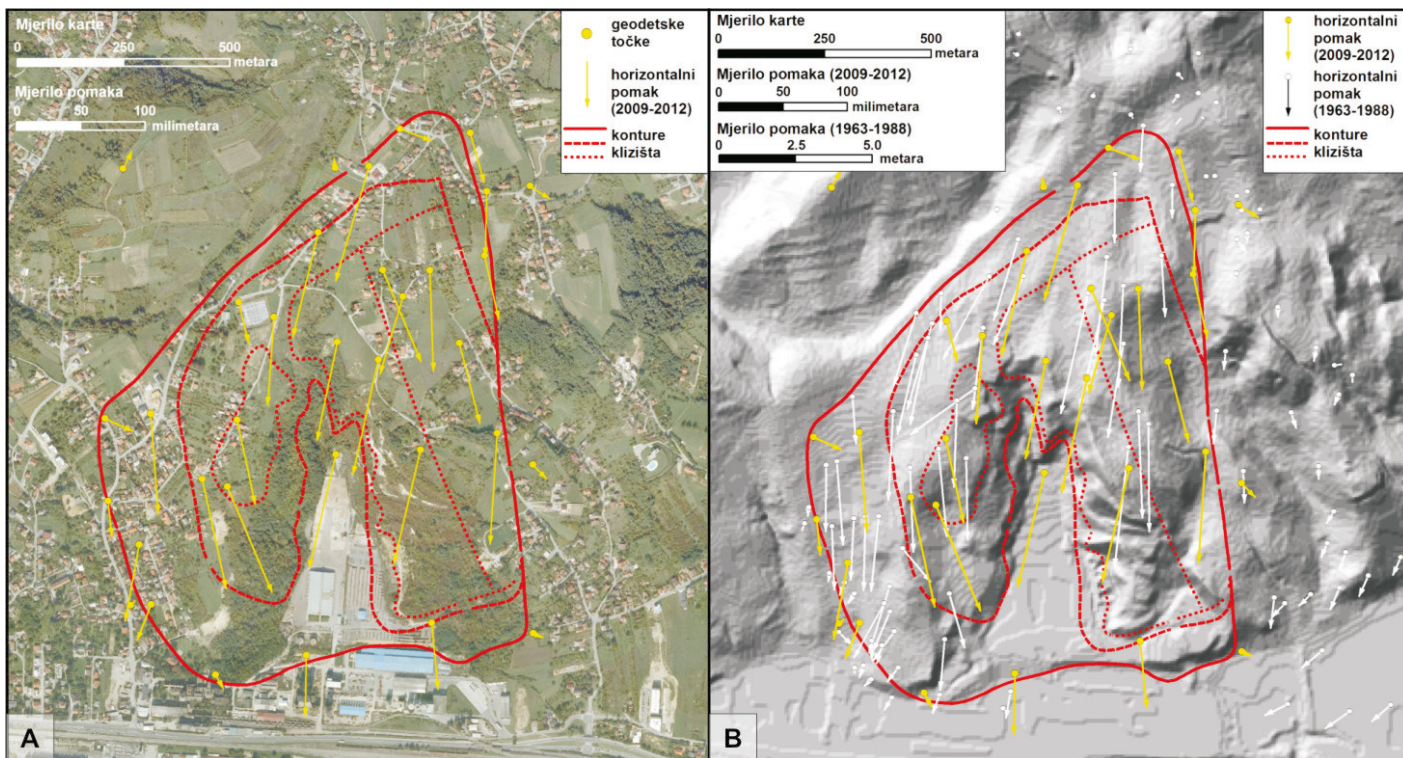 Mjerilo karte
0 250 500
metara
Mjerilo pomaka
0 50 100
milimetara
geodetske
točke
horizontalni
pomak
(2009-2012)
konture
klizišta
A
Mjerilo karte
0 250 500
metara
Mjerilo pomaka (2009-2012)
0 50 100
milimetara
Mjerilo pomaka (1963-1988)
0 2.5 5.0
metara
horizontalni
pomak
(2009-2012)
horizontalni
pomak
(1963-1988)
konture
klizišta
B